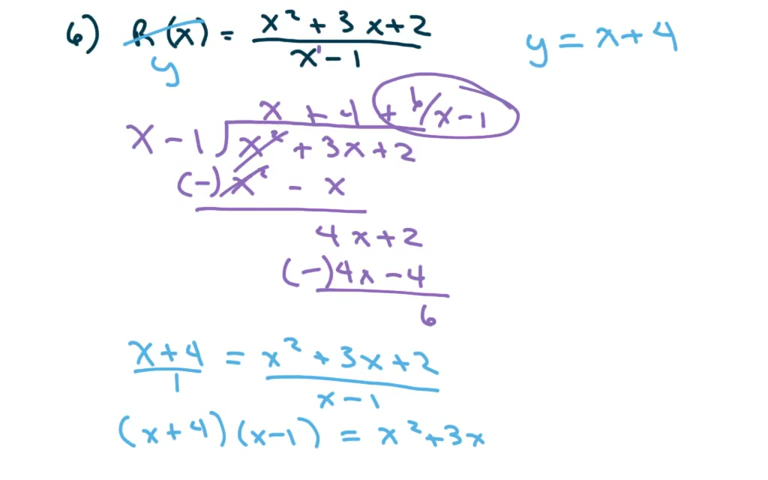 6) R(x) = x² + 3x + 2 / x - 1    y = x + 4
y
x + 4 + 6/x - 1
x - 1 ) x² + 3x + 2
(-) x² - x
4x + 2
(-) 4x - 4
6
x + 4 / 1 = x² + 3x + 2 / x - 1
(x + 4)(x - 1) = x² + 3x